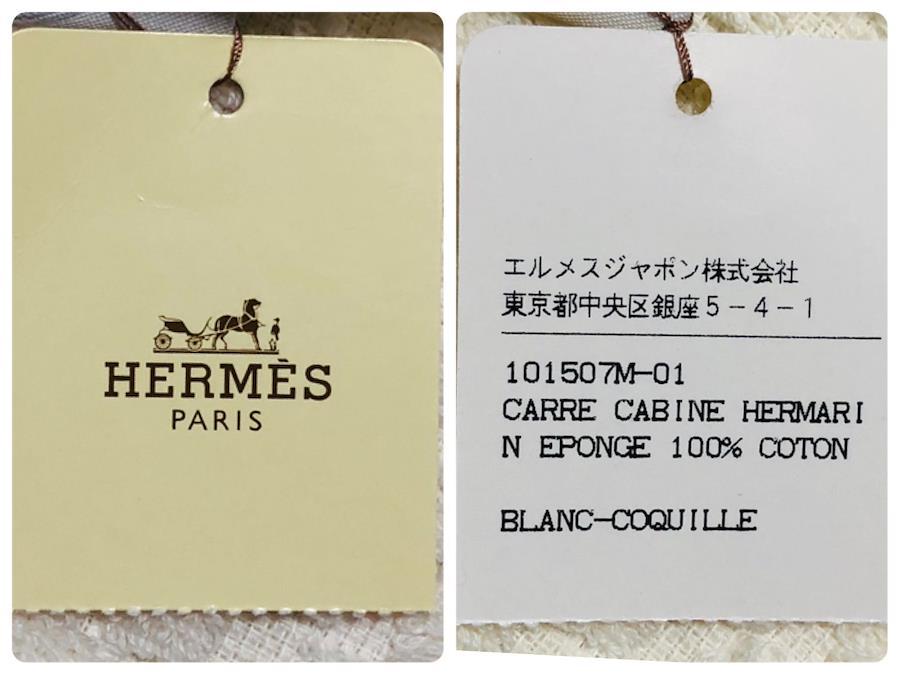 HERMÈS
PARIS
エルメスジャポン株式会社
東京都中央区銀座5-4-1
101507M-01
CARRE CABINE HERMARI
N EPONGE 100% COTON
BLANC-COQUILLE